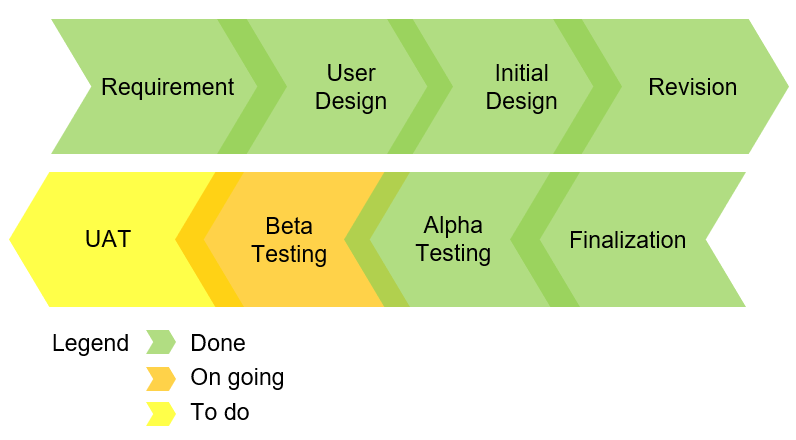 Requirement
User
Design
Initial
Design
Revision
UAT
Beta
Testing
Alpha
Testing
Finalization
Legend
Done
On going
To do